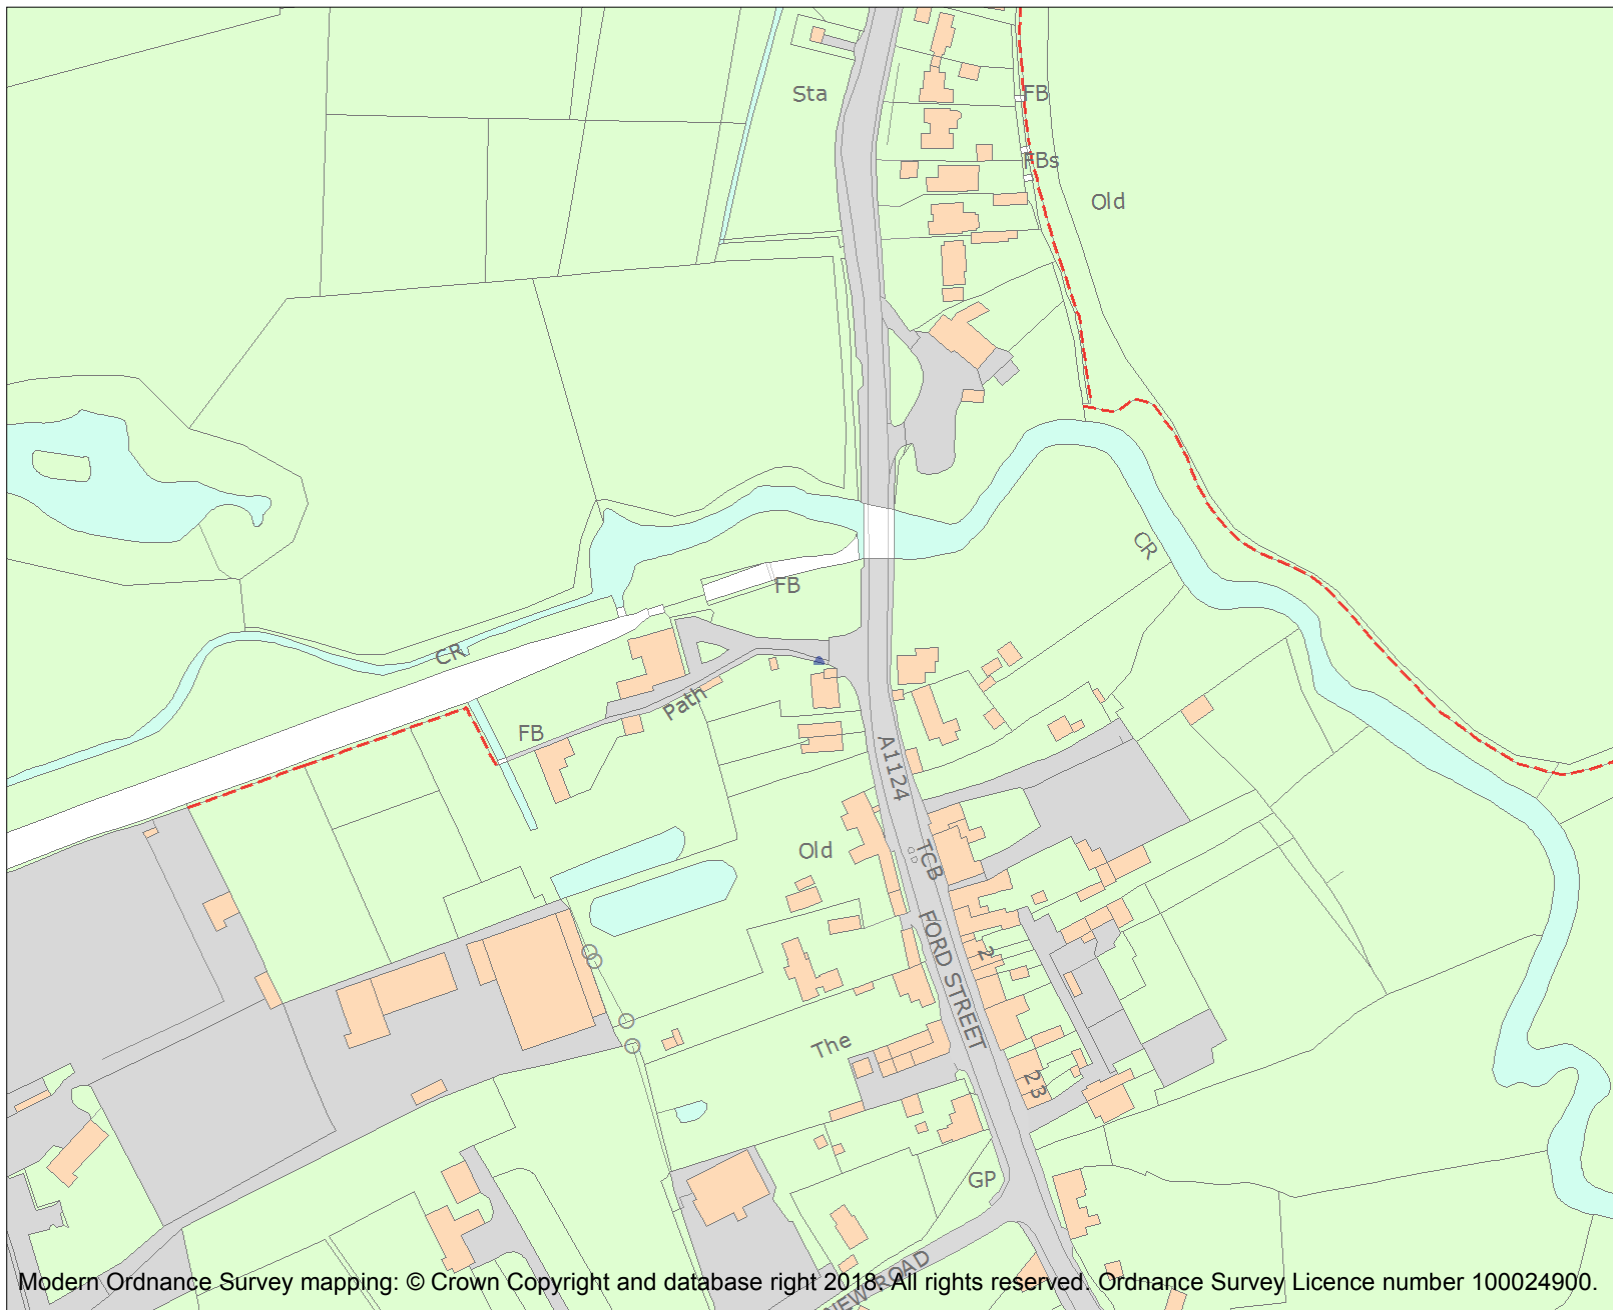 Sta
FB
FBs
Old
CR
FB
CR
Path
FB
A1124
TCB
Old
FORD STREET
2
The
23
GP
NEW ROAD
Modern Ordnance Survey mapping: © Crown Copyright and database right 2018. All rights reserved. Ordnance Survey Licence number 100024900.